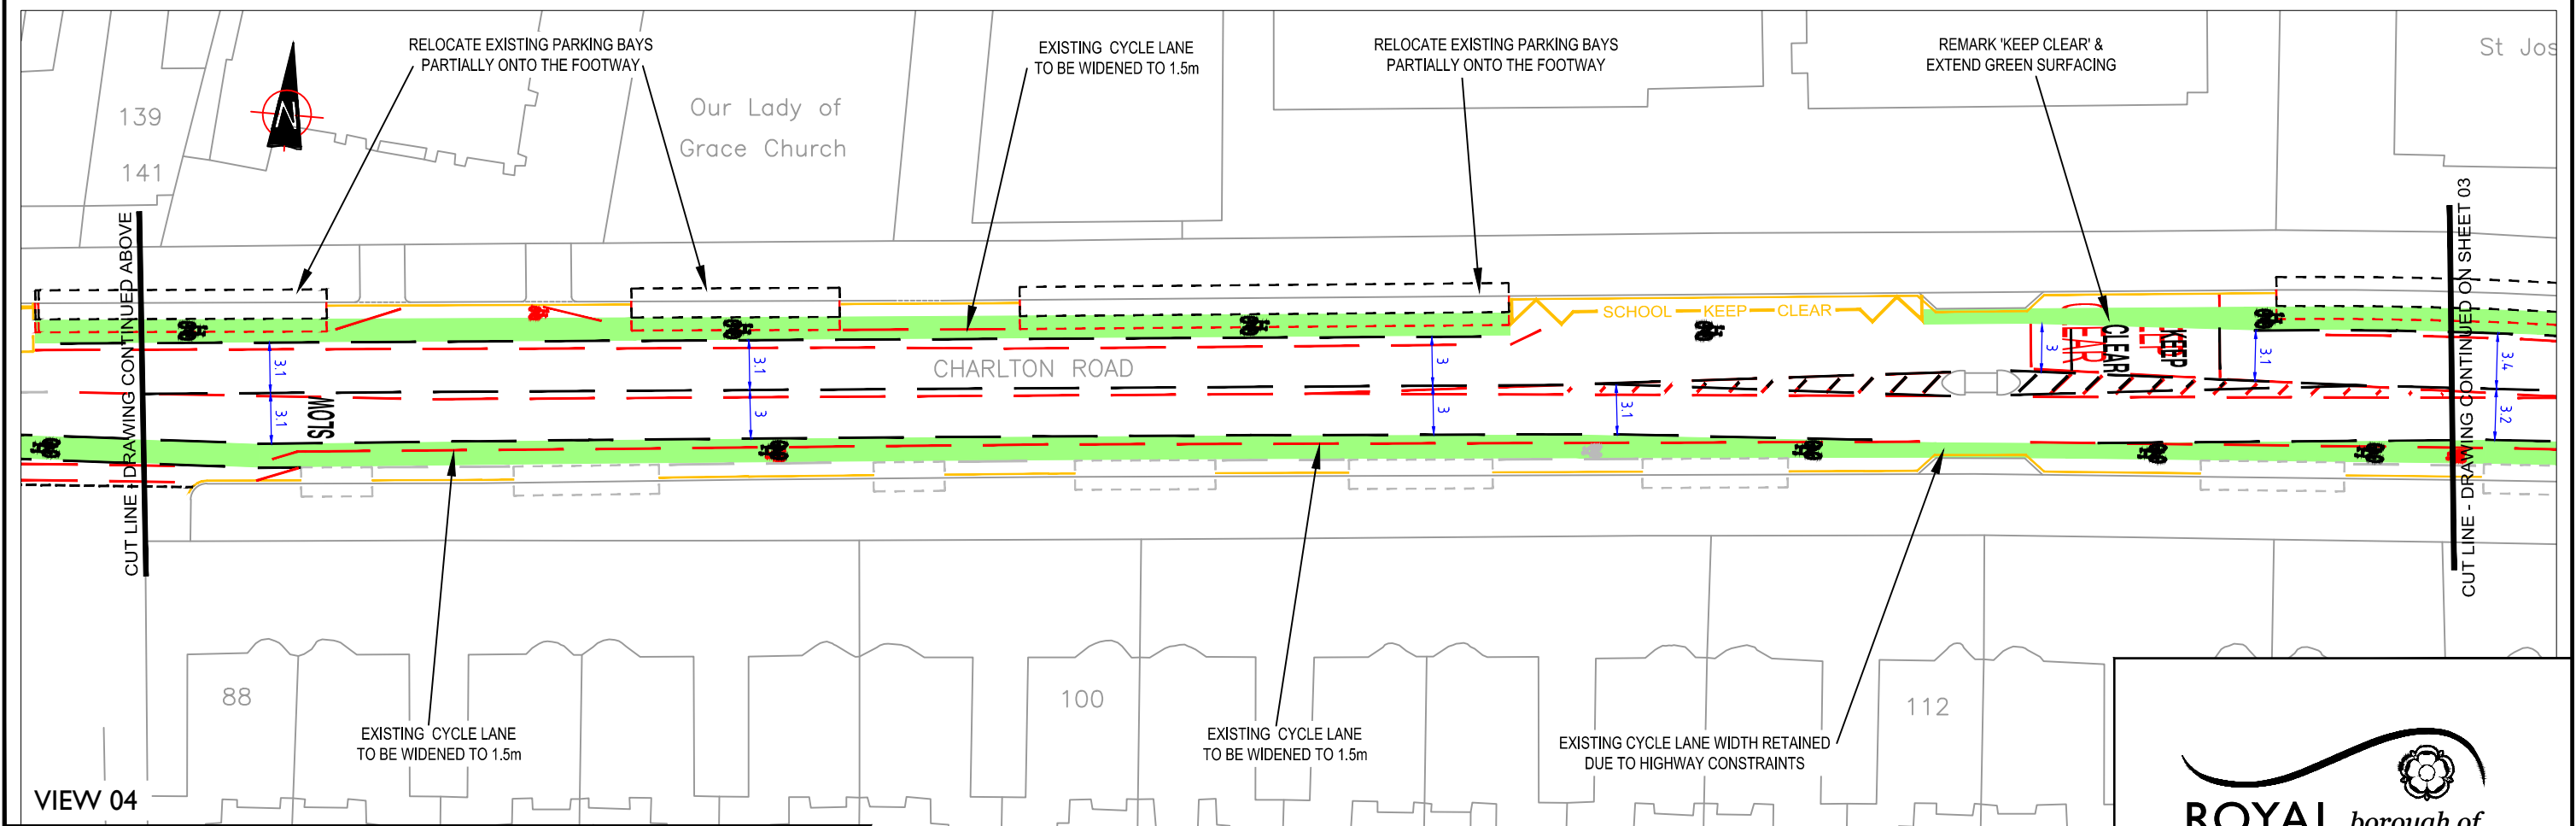 RELOCATE EXISTING PARKING BAYS
PARTIALLY ONTO THE FOOTWAY
EXISTING CYCLE LANE
TO BE WIDENED TO 1.5m
RELOCATE EXISTING PARKING BAYS
PARTIALLY ONTO THE FOOTWAY
REMARK 'KEEP CLEAR' &
EXTEND GREEN SURFACING
St Jos
139
141
N
Our Lady of
Grace Church
CUT LINE - DRAWING CONTINUED ABOVE
CUT LINE - DRAWING CONTINUED ON SHEET 03
SCHOOL KEEP CLEAR
KEEP
CLEAR
KEEP
CLEAR
CHARLTON ROAD
SLOW
3.1
3.1
3.1
3
3
3
3.1
3
3.1
3.4
3.2
88
100
112
EXISTING CYCLE LANE
TO BE WIDENED TO 1.5m
EXISTING CYCLE LANE
TO BE WIDENED TO 1.5m
EXISTING CYCLE LANE WIDTH RETAINED
DUE TO HIGHWAY CONSTRAINTS
VIEW 04
ROYAL borough of